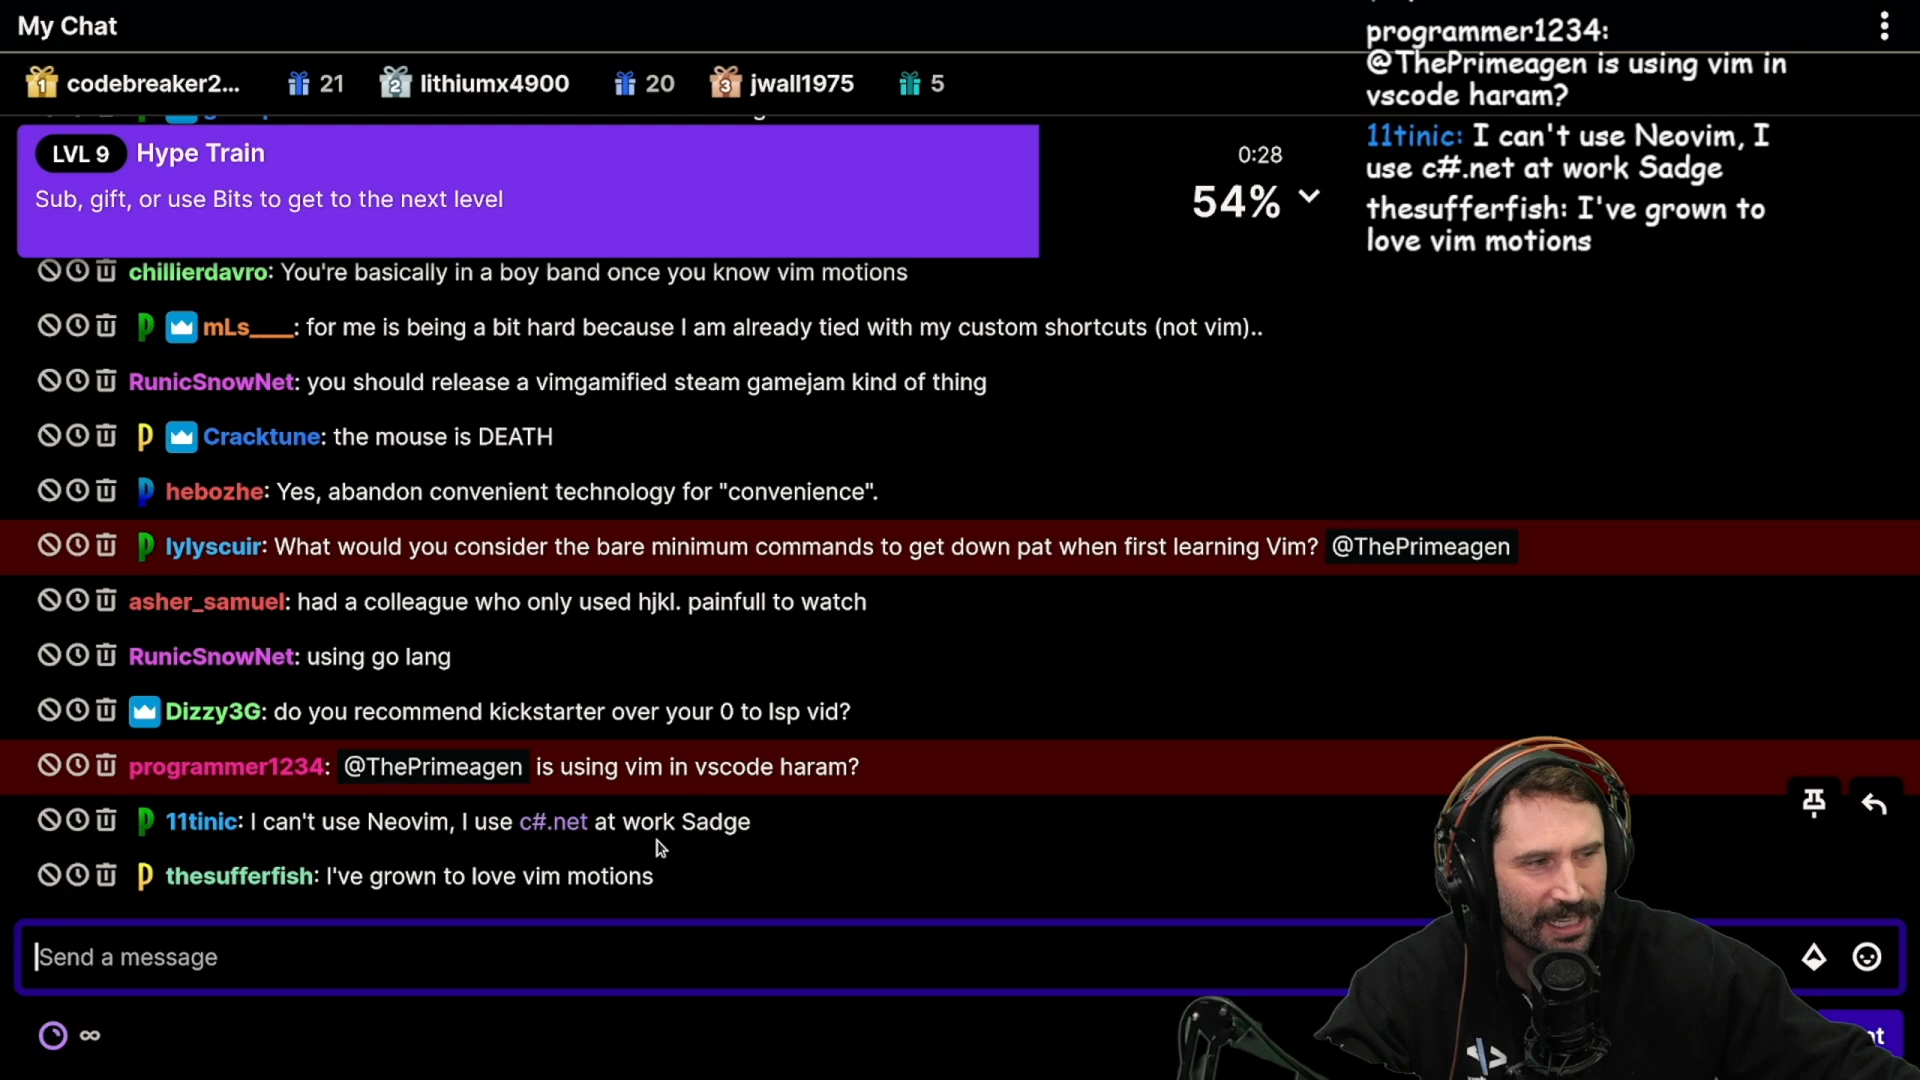 My Chat
1 codebreaker2... 21 2 lithiumx4900 20 3 jwall1975 5
LVL 9 Hype Train
Sub, gift, or use Bits to get to the next level
0:28
54%
chillierdavro: You're basically in a boy band once you know vim motions
mLs____: for me is being a bit hard because I am already tied with my custom shortcuts (not vim)..
RunicSnowNet: you should release a vimgamified steam gamejam kind of thing
Cracktune: the mouse is DEATH
hebozhe: Yes, abandon convenient technology for "convenience".
lylyscuir: What would you consider the bare minimum commands to get down pat when first learning Vim? @ThePrimeagen
asher_samuel: had a colleague who only used hjkl. painfull to watch
RunicSnowNet: using go lang
Dizzy3G: do you recommend kickstarter over your 0 to lsp vid?
programmer1234: @ThePrimeagen is using vim in vscode haram?
11tinic: I can't use Neovim, I use c#.net at work Sadge
thesufferfish: I've grown to love vim motions
Send a message
∞
programmer1234:
@ThePrimeagen is using vim in
vscode haram?
11tinic: I can't use Neovim, I
use c#.net at work Sadge
thesufferfish: I've grown to
love vim motions